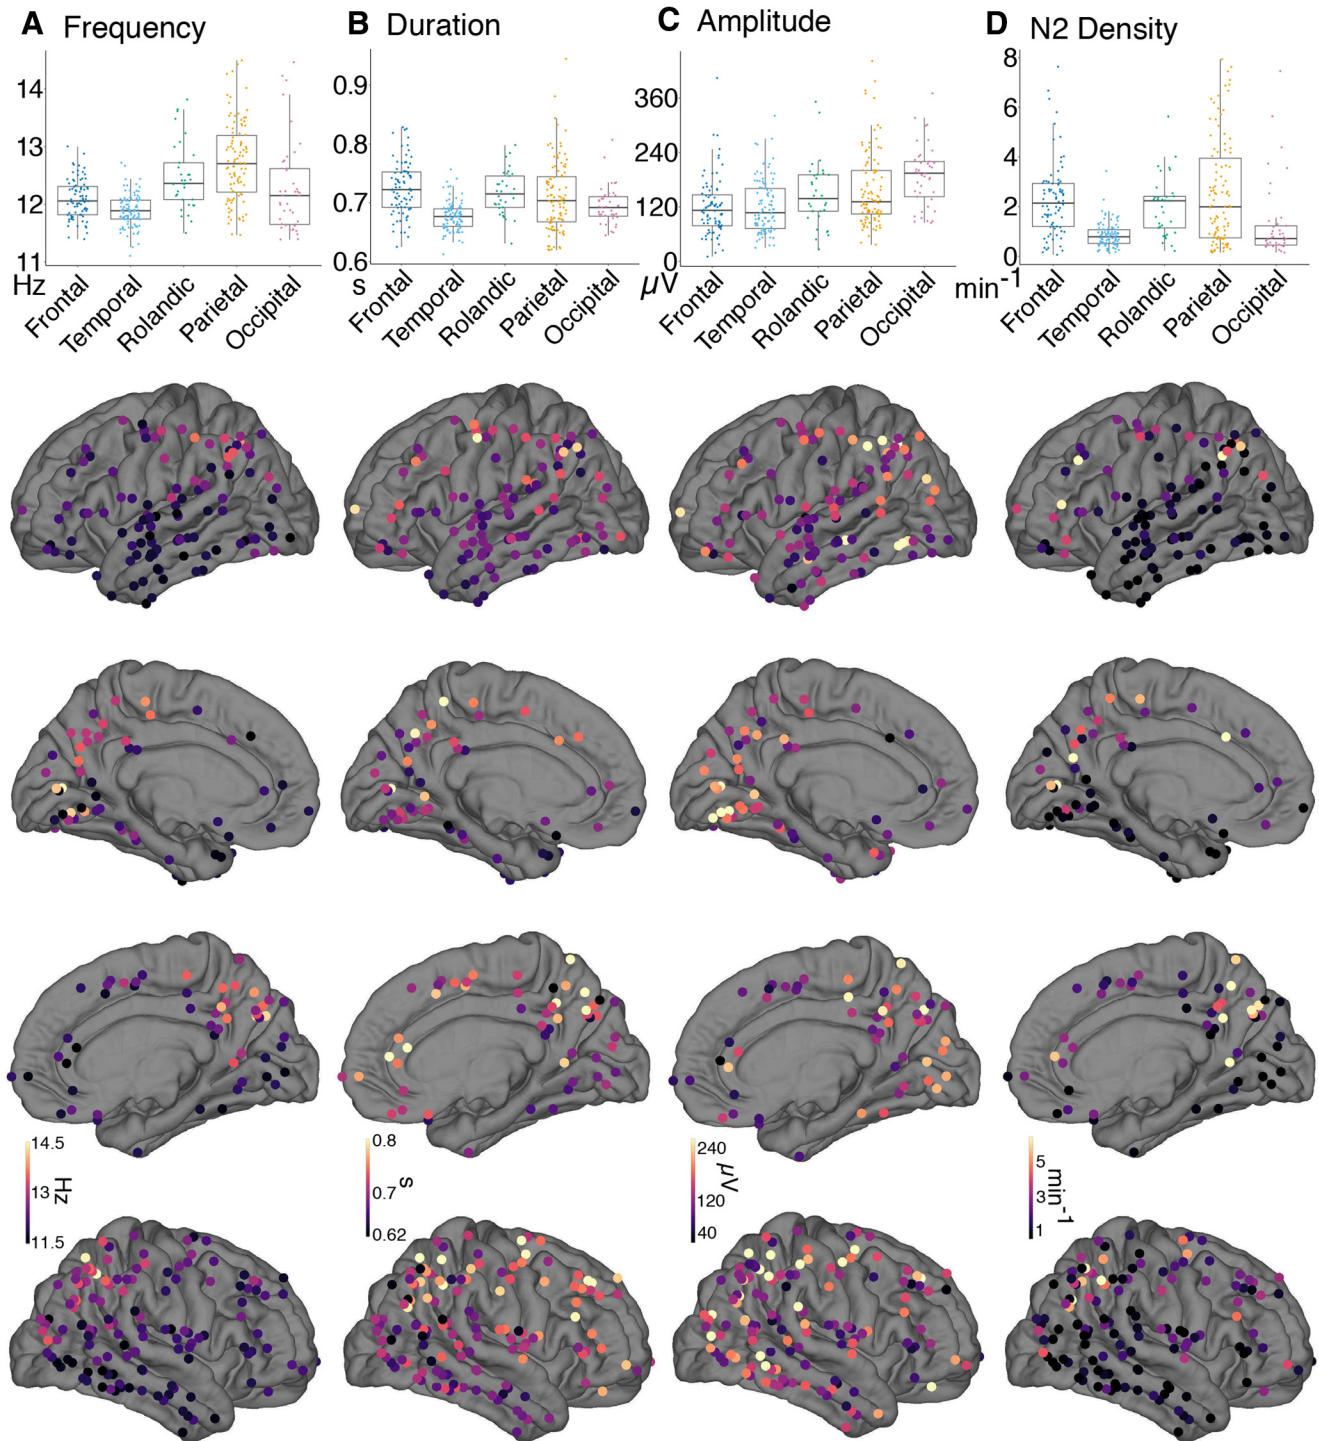 A Frequency
14
13
12
11
Hz
Frontal
Temporal
Rolandic
Parietal
Occipital
B Duration
0.9
0.8
0.7
0.6
s
Frontal
Temporal
Rolandic
Parietal
Occipital
C Amplitude
360
240
120
0
µV
Frontal
Temporal
Rolandic
Parietal
Occipital
D N2 Density
8
6
4
2
0
min-1
Frontal
Temporal
Rolandic
Parietal
Occipital
14.5
13
11.5
Hz
0.8
0.7
0.62
s
240
120
40
µV
5
3
1
min-1